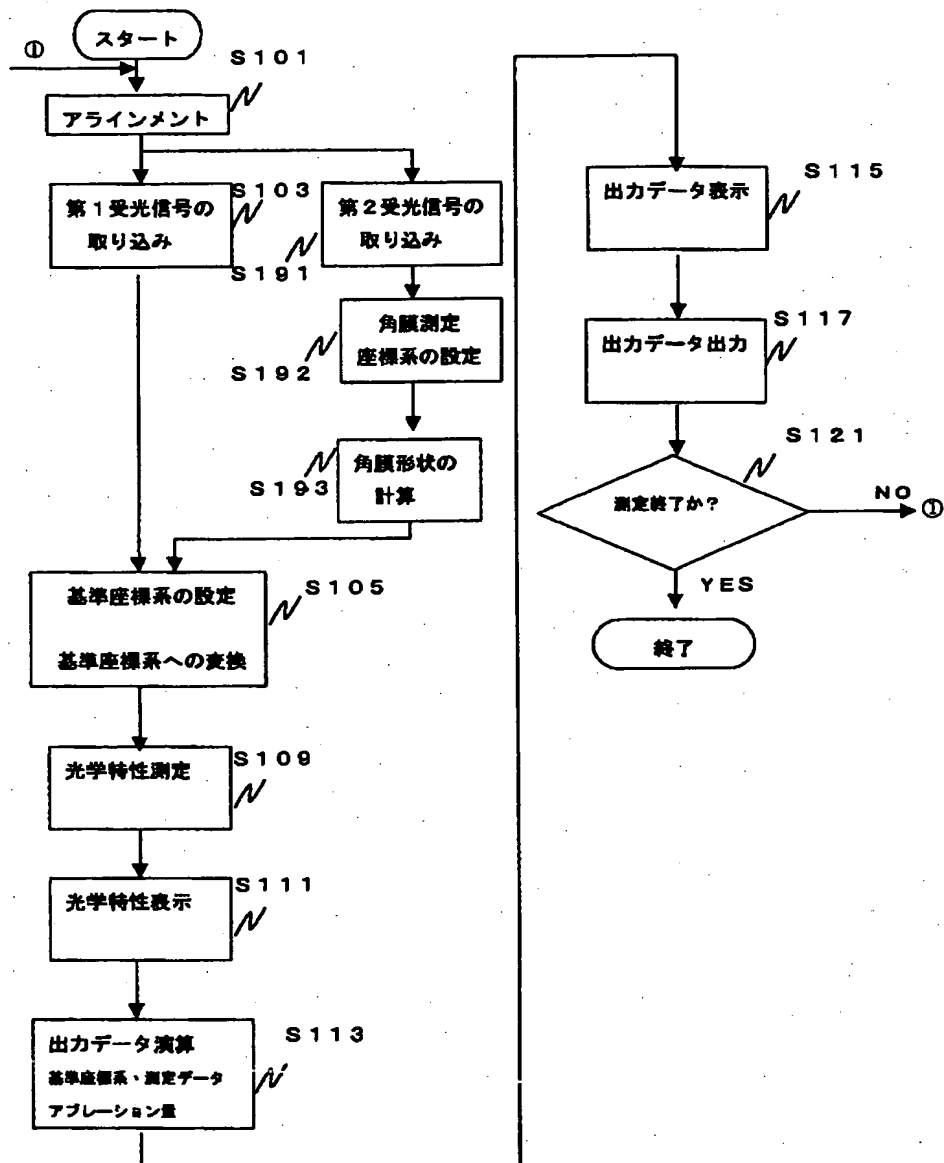 スタート
①
S101
アラインメント
S103
第1受光信号の
取り込み
第2受光信号の
取り込み
S191
角膜測定
座標系の設定
S192
角膜形状の
計算
S193
基準座標系の設定
基準座標系への変換
S105
光学特性測定
S109
光学特性表示
S111
出力データ演算
基準座標系・測定データ
アブレーション量
S113
出力データ表示
S115
出力データ出力
S117
測定終了か?
S121
NO
①
YES
終了